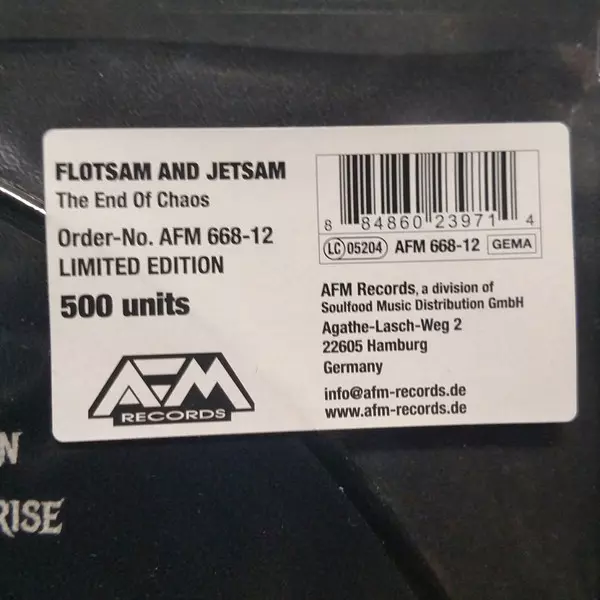 FLOTSAM AND JETSAM
The End Of Chaos
Order-No. AFM 668-12
LIMITED EDITION
500 units
AFM
RECORDS
8 84860 23971 4
LC 05204 AFM 668-12 GEMA
AFM Records, a division of
Soulfood Music Distribution GmbH
Agathe-Lasch-Weg 2
22605 Hamburg
Germany
info@afm-records.de
www.afm-records.de